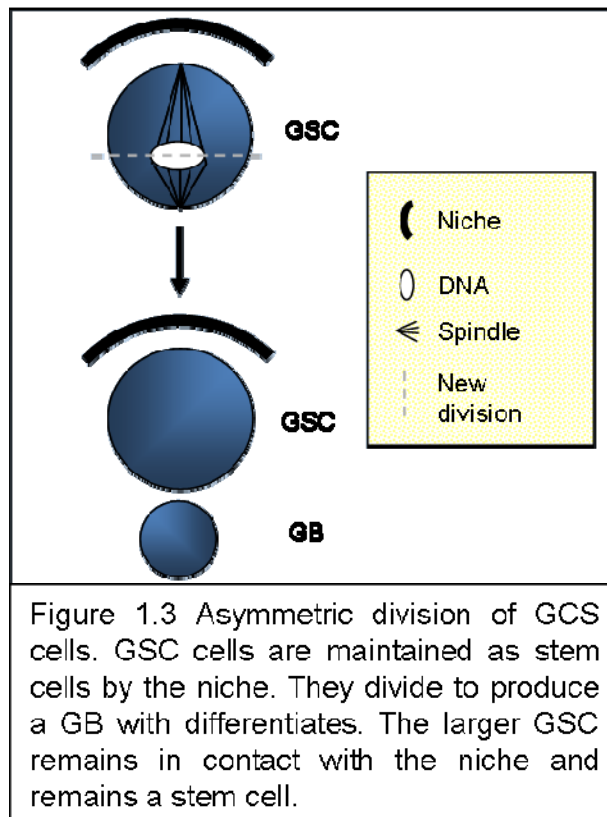 GSC
Niche
DNA
Spindle
New
division
GSC
GB
Figure 1.3 Asymmetric division of GCS
cells. GSC cells are maintained as stem
cells by the niche. They divide to produce
a GB with differentiates. The larger GSC
remains in contact with the niche and
remains a stem cell.